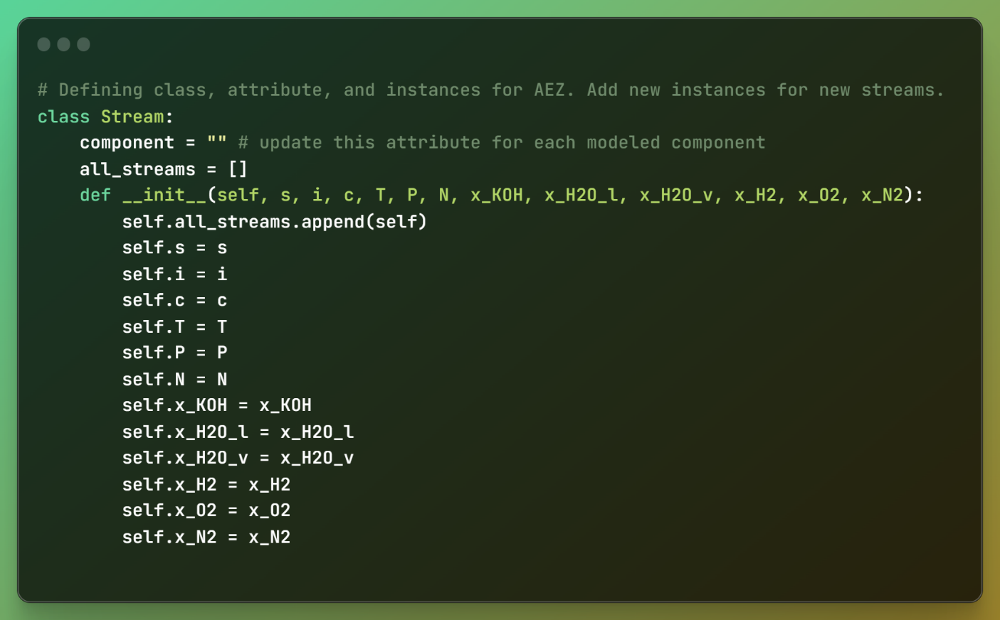 # Defining class, attribute, and instances for AEZ. Add new instances for new streams.
class Stream:
    component = "" # update this attribute for each modeled component
    all_streams = []
    def __init__(self, s, i, c, T, P, N, x_KOH, x_H2O_l, x_H2O_v, x_H2, x_O2, x_N2):
        self.all_streams.append(self)
        self.s = s
        self.i = i
        self.c = c
        self.T = T
        self.P = P
        self.N = N
        self.x_KOH = x_KOH
        self.x_H2O_l = x_H2O_l
        self.x_H2O_v = x_H2O_v
        self.x_H2 = x_H2
        self.x_O2 = x_O2
        self.x_N2 = x_N2